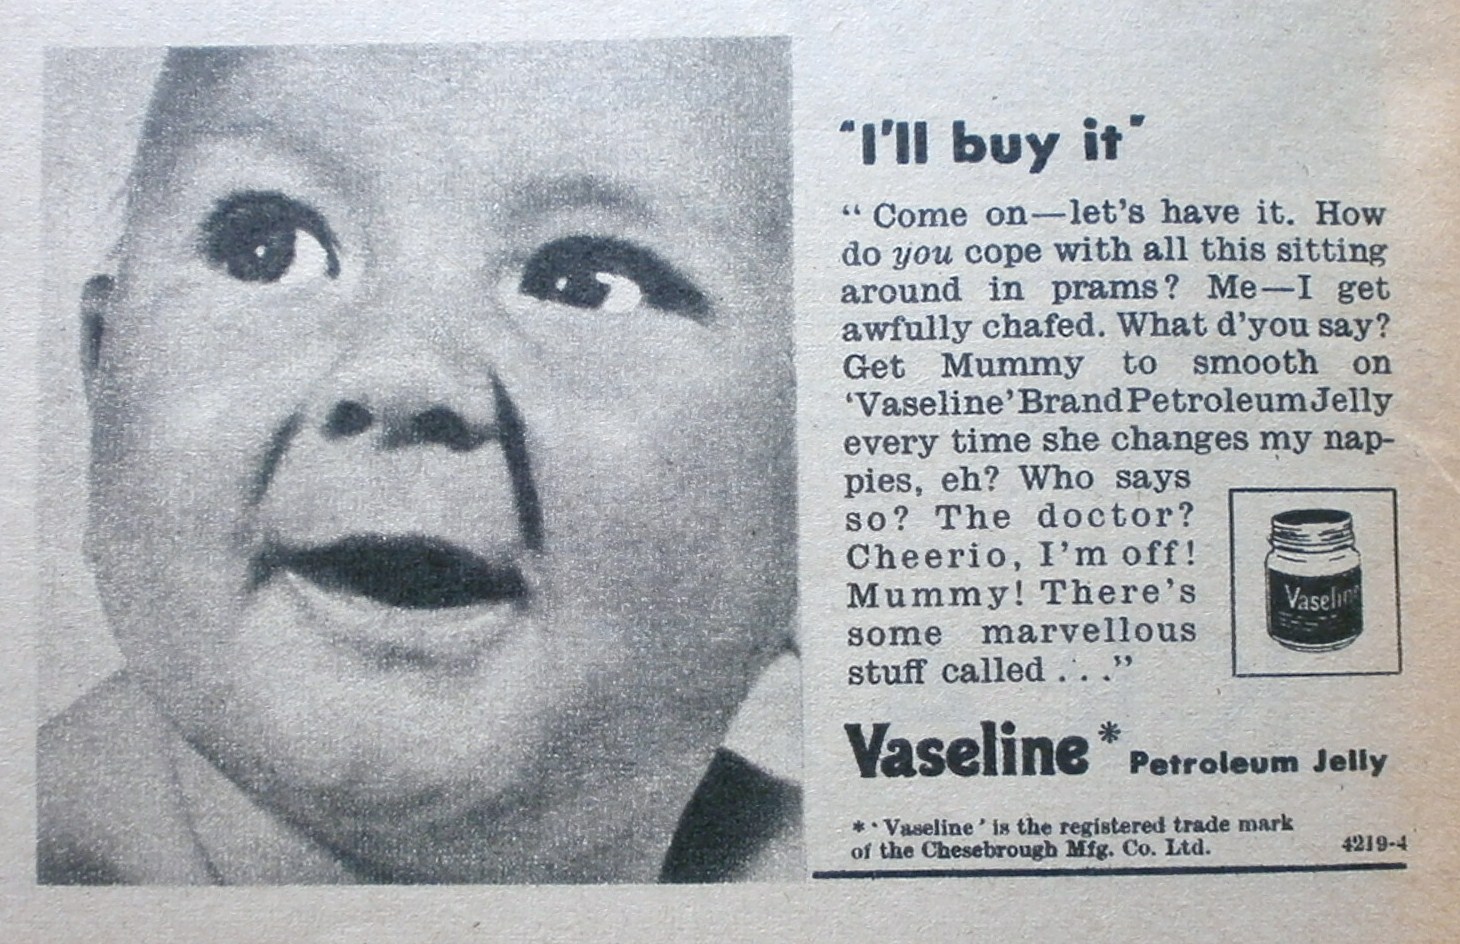 "I'll buy it"
“ Come on—let's have it. How
do you cope with all this sitting
around in prams? Me—I get
awfully chafed. What d'you say?
Get Mummy to smooth on
‘Vaseline’ Brand Petroleum Jelly
every time she changes my nap-
pies, eh? Who says
so? The doctor?
Cheerio, I'm off!
Mummy! There's
some marvellous
stuff called . . .”
Vaseline
Vaseline* Petroleum Jelly
* ‘ Vaseline ’ is the registered trade mark
of the Chesebrough Mfg. Co. Ltd.
4219-4